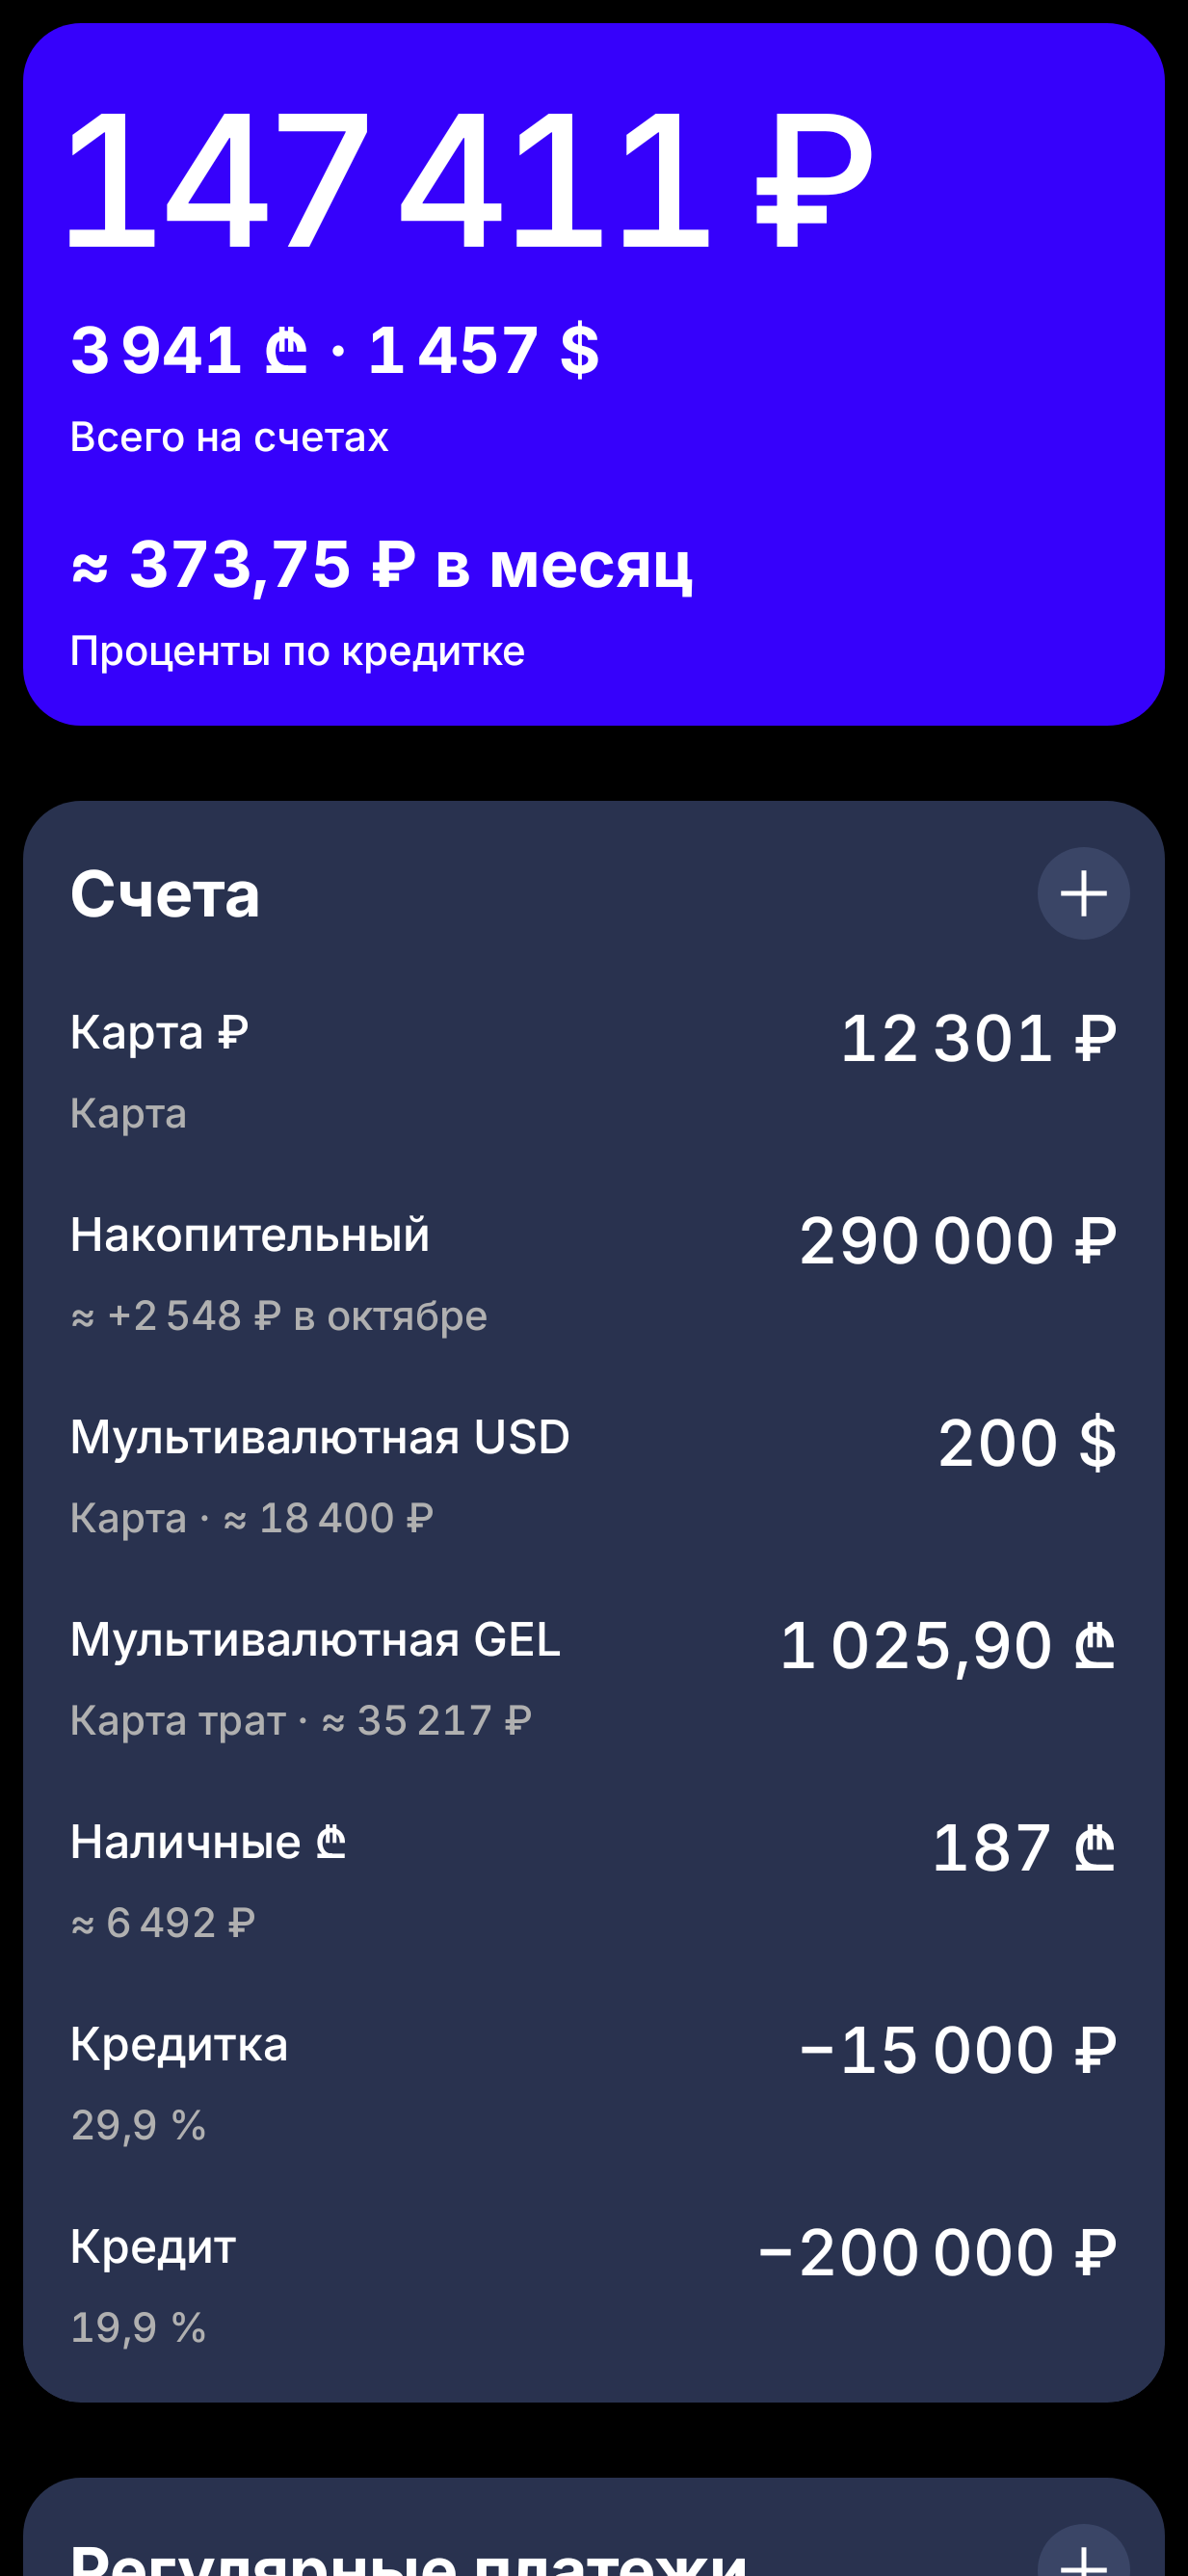 147 411 ₽
3 941 ₾ · 1 457 $
Всего на счетах
≈ 373,75 ₽ в месяц
Проценты по кредитке
Счета
Карта ₽
12 301 ₽
Карта
Накопительный
290 000 ₽
≈ +2 548 ₽ в октябре
Мультивалютная USD
200 $
Карта · ≈ 18 400 ₽
Мультивалютная GEL
1 025,90 ₾
Карта трат · ≈ 35 217 ₽
Наличные ₾
187 ₾
≈ 6 492 ₽
Кредитка
−15 000 ₽
29,9 %
Кредит
−200 000 ₽
19,9 %
Регулярные платежи